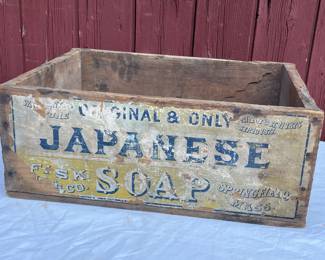 ORIGINAL & ONLY
JAPANESE
FISK & CO. SOAP SPRINGFIELD, MASS.